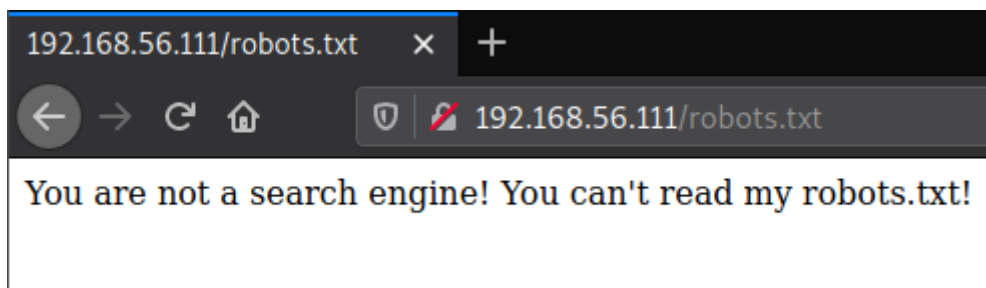 192.168.56.111/robots.txt
192.168.56.111/robots.txt
You are not a search engine! You can't read my robots.txt!